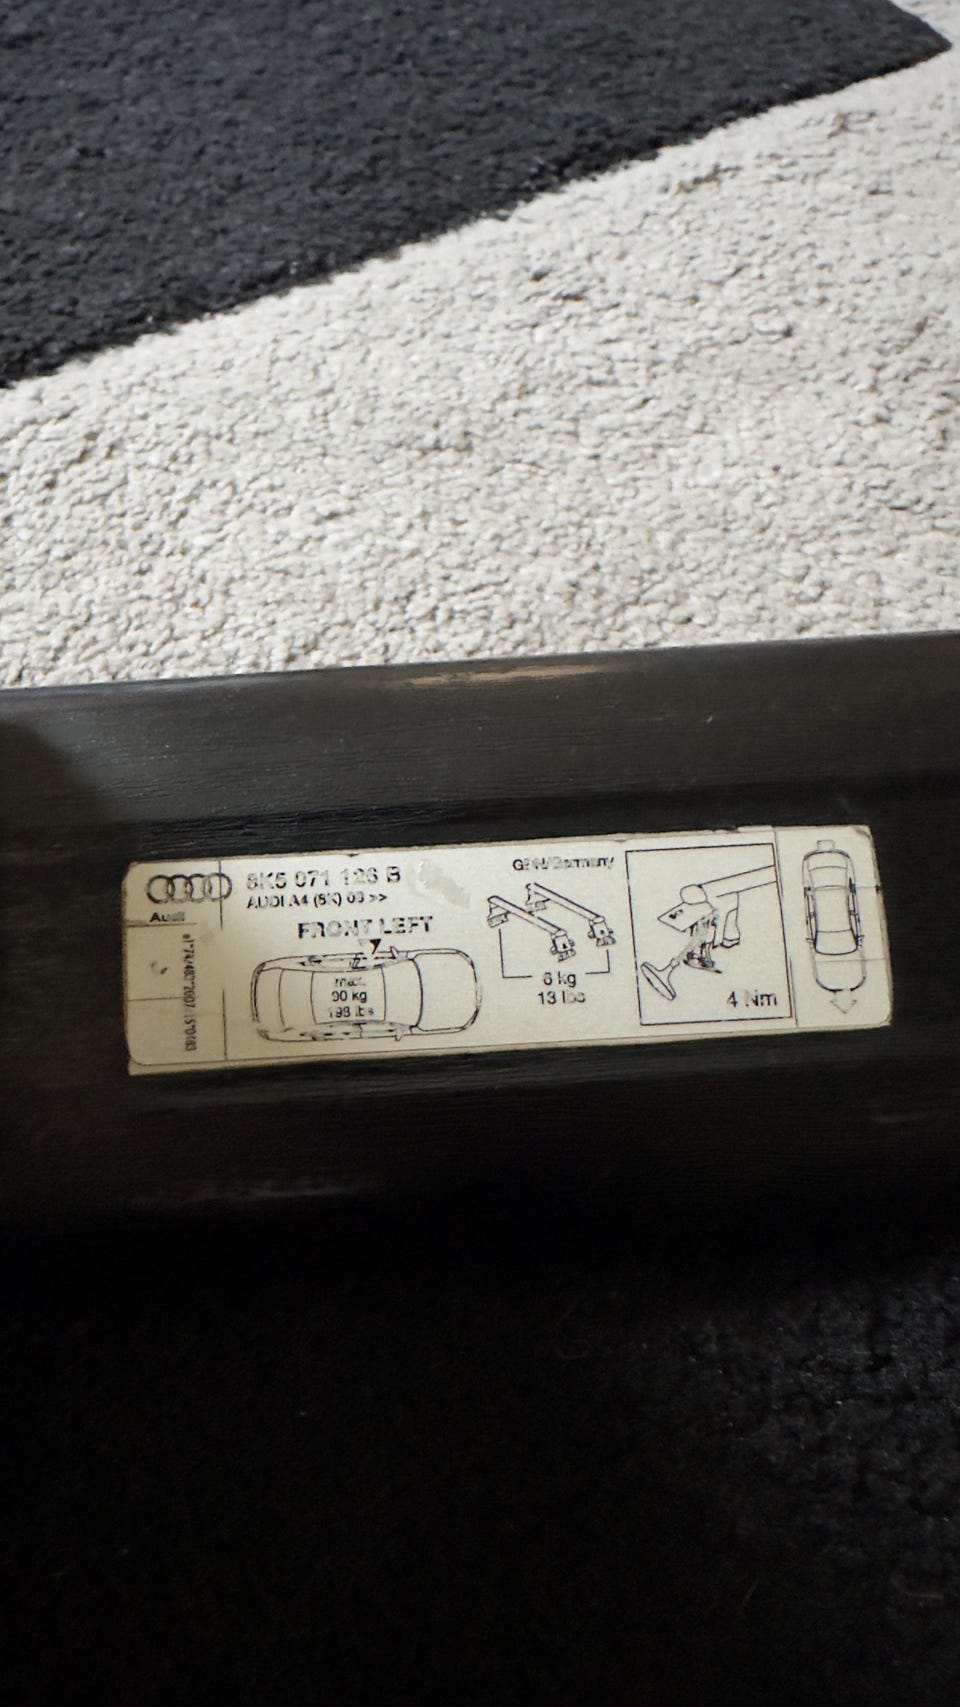 Audi
8K5 071 126 B
AUDI A4 (8K) 08 >>
FRONT LEFT
max.
90 kg
198 lbs
Germany
6 kg
13 lbs
4 Nm